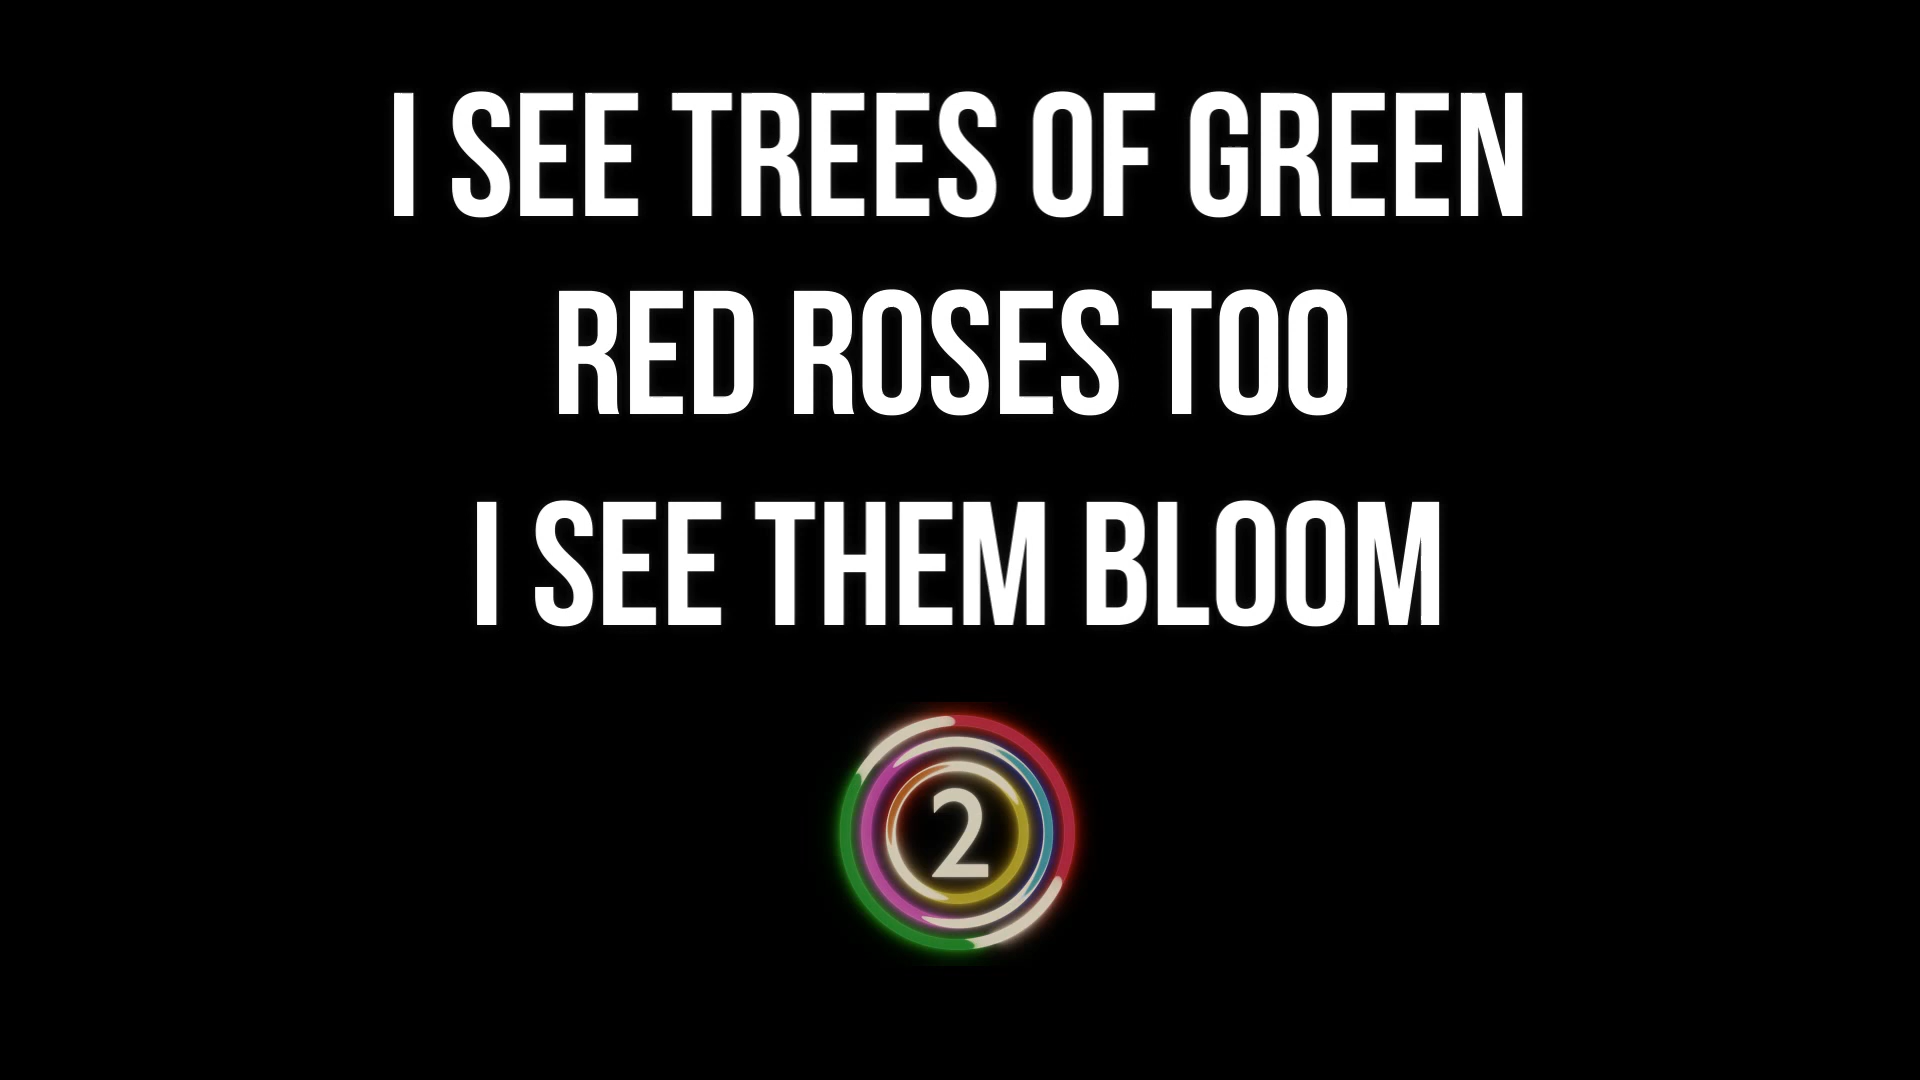 I SEE TREES OF GREEN
RED ROSES TOO
I SEE THEM BLOOM
2